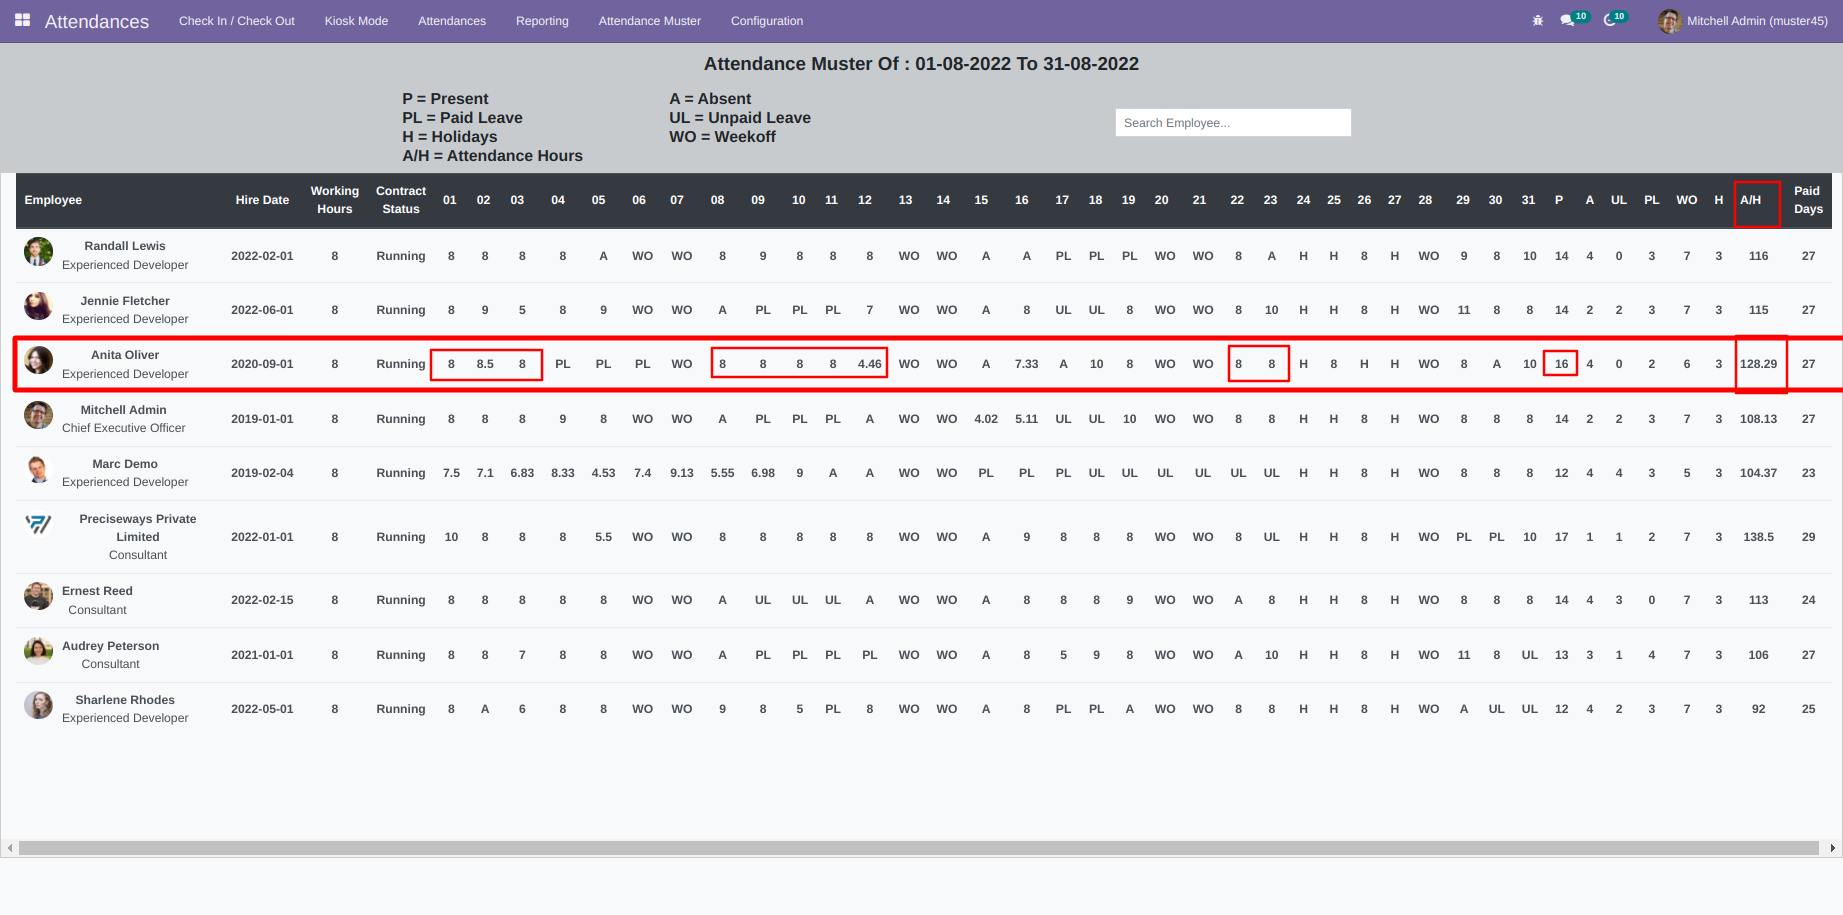 Attendances Check In / Check Out Kiosk Mode Attendances Reporting Attendance Muster Configuration 10 10 Mitchell Admin (muster45)
Attendance Muster Of : 01-08-2022 To 31-08-2022
P = Present A = Absent
PL = Paid Leave UL = Unpaid Leave
H = Holidays WO = Weekoff
A/H = Attendance Hours
Search Employee...
Employee Hire Date Working Hours Contract Status 01 02 03 04 05 06 07 08 09 10 11 12 13 14 15 16 17 18 19 20 21 22 23 24 25 26 27 28 29 30 31 P A UL PL WO H A/H Paid Days
Randall Lewis
Experienced Developer 2022-02-01 8 Running 8 8 8 8 A WO WO 8 9 8 8 8 WO WO A A PL PL PL WO WO 8 A H H 8 H WO 9 8 10 14 4 0 3 7 3 116 27
Jennie Fletcher
Experienced Developer 2022-06-01 8 Running 8 9 5 8 9 WO WO A PL PL PL 7 WO WO A 8 UL UL 8 WO WO 8 10 H H 8 H WO 11 8 8 14 2 2 3 7 3 115 27
Anita Oliver
Experienced Developer 2020-09-01 8 Running 8 8.5 8 PL PL PL WO 8 8 8 8 4.46 WO WO A 7.33 A 10 8 WO WO 8 8 H 8 H H WO 8 A 10 16 4 0 2 6 3 128.29 27
Mitchell Admin
Chief Executive Officer 2019-01-01 8 Running 8 8 8 9 8 WO WO A PL PL PL A WO WO 4.02 5.11 UL UL 10 WO WO 8 8 H H 8 H WO 8 8 8 14 2 2 3 7 3 108.13 27
Marc Demo
Experienced Developer 2019-02-04 8 Running 7.5 7.1 6.83 8.33 4.53 7.4 9.13 5.55 6.98 9 A A WO WO PL PL PL UL UL UL UL UL UL H H 8 H WO 8 8 8 12 4 4 3 5 3 104.37 23
Preciseways Private
Limited
Consultant 2022-01-01 8 Running 10 8 8 8 5.5 WO WO 8 8 8 8 8 WO WO A 9 8 8 8 WO WO 8 UL H H 8 H WO PL PL 10 17 1 1 2 7 3 138.5 29
Ernest Reed
Consultant 2022-02-15 8 Running 8 8 8 8 8 WO WO A UL UL UL A WO WO A 8 8 8 9 WO WO A 8 H H 8 H WO 8 8 8 14 4 3 0 7 3 113 24
Audrey Peterson
Consultant 2021-01-01 8 Running 8 8 7 8 8 WO WO A PL PL PL PL WO WO A 8 5 9 8 WO WO A 10 H H 8 H WO 11 8 UL 13 3 1 4 7 3 106 27
Sharlene Rhodes
Experienced Developer 2022-05-01 8 Running 8 A 6 8 8 WO WO 9 8 5 PL 8 WO WO A 8 PL PL A WO WO 8 8 H H 8 H WO A UL UL 12 4 2 3 7 3 92 25